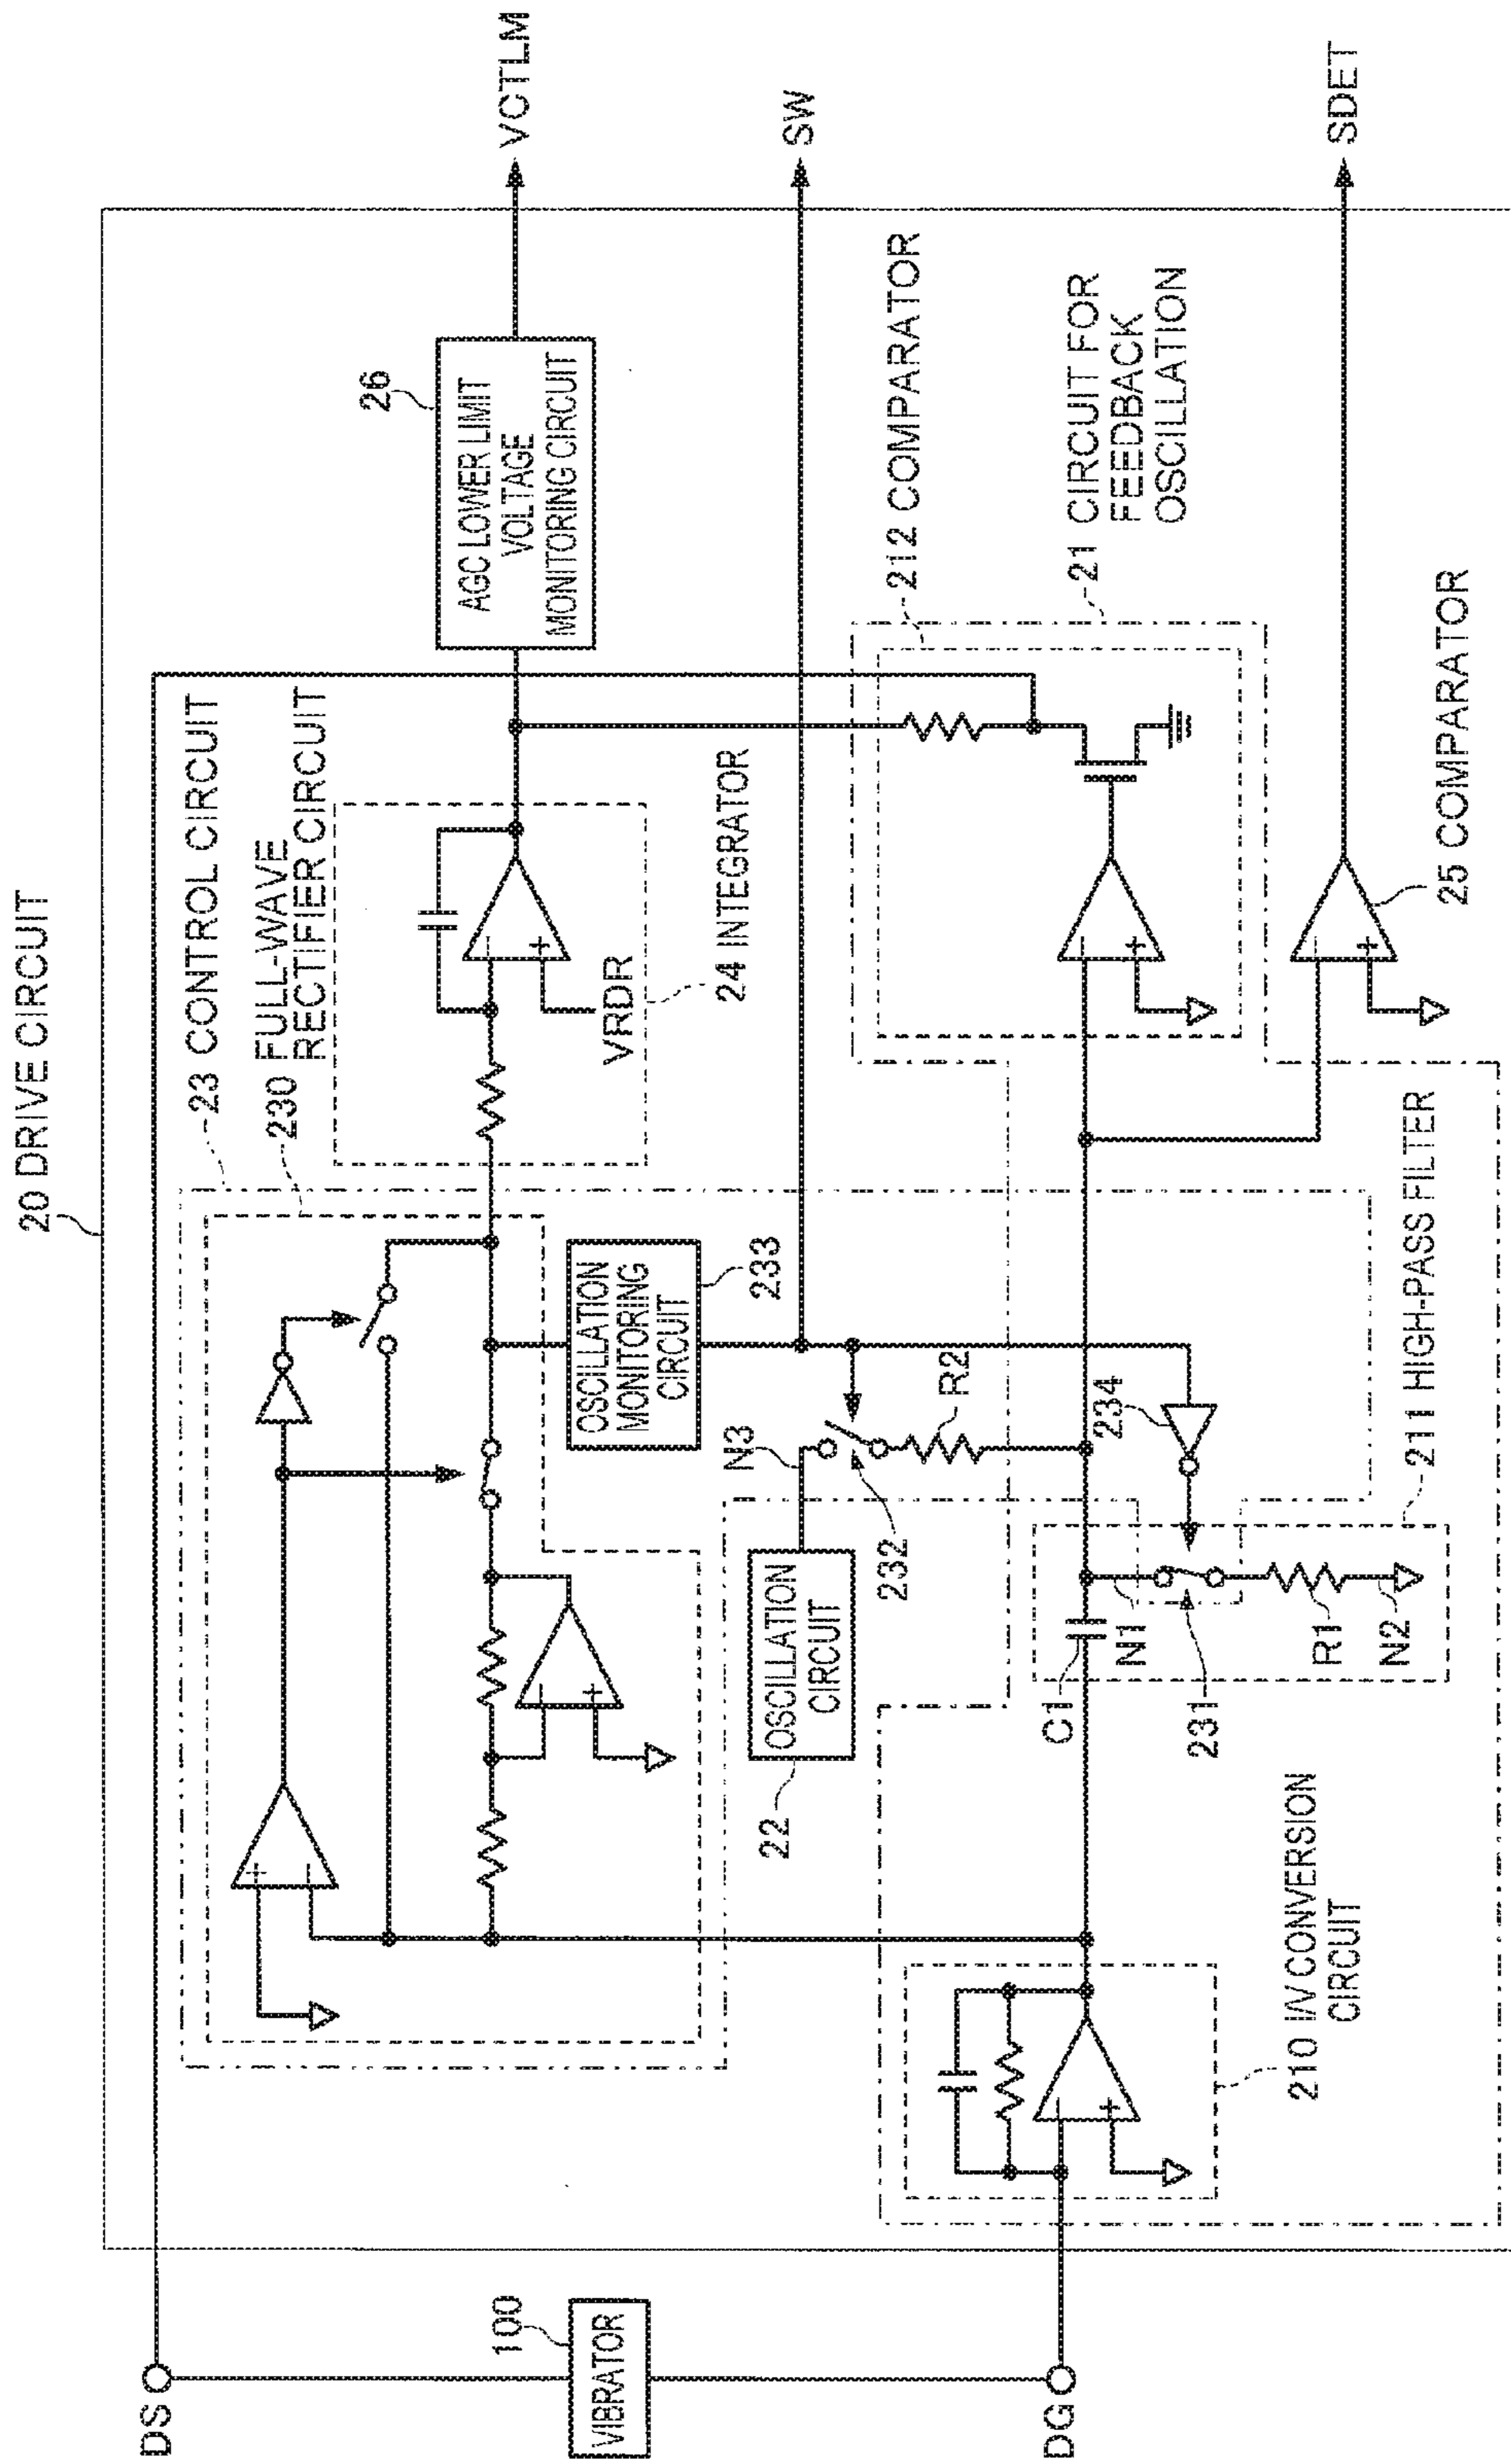 20 DRIVE CIRCUIT
23 CONTROL CIRCUIT
230 FULL-WAVE
RECTIFIER CIRCUIT
26
AGC LOWER LIMIT
VOLTAGE
MONITORING CIRCUIT
VCTLM
DS
VRDR
24 INTEGRATOR
OSCILLATION
MONITORING
CIRCUIT
233
SW
100
VIBRATOR
22
OSCILLATION
CIRCUIT
N3
232
R2
212 COMPARATOR
21 CIRCUIT FOR
FEEDBACK
OSCILLATION
234
C1
N1
231
R1
N2
211 HIGH-PASS FILTER
DG
210 I/V CONVERSION
CIRCUIT
25 COMPARATOR
SDET
+
−
−
+
−
+
−
+
−
+
−
+